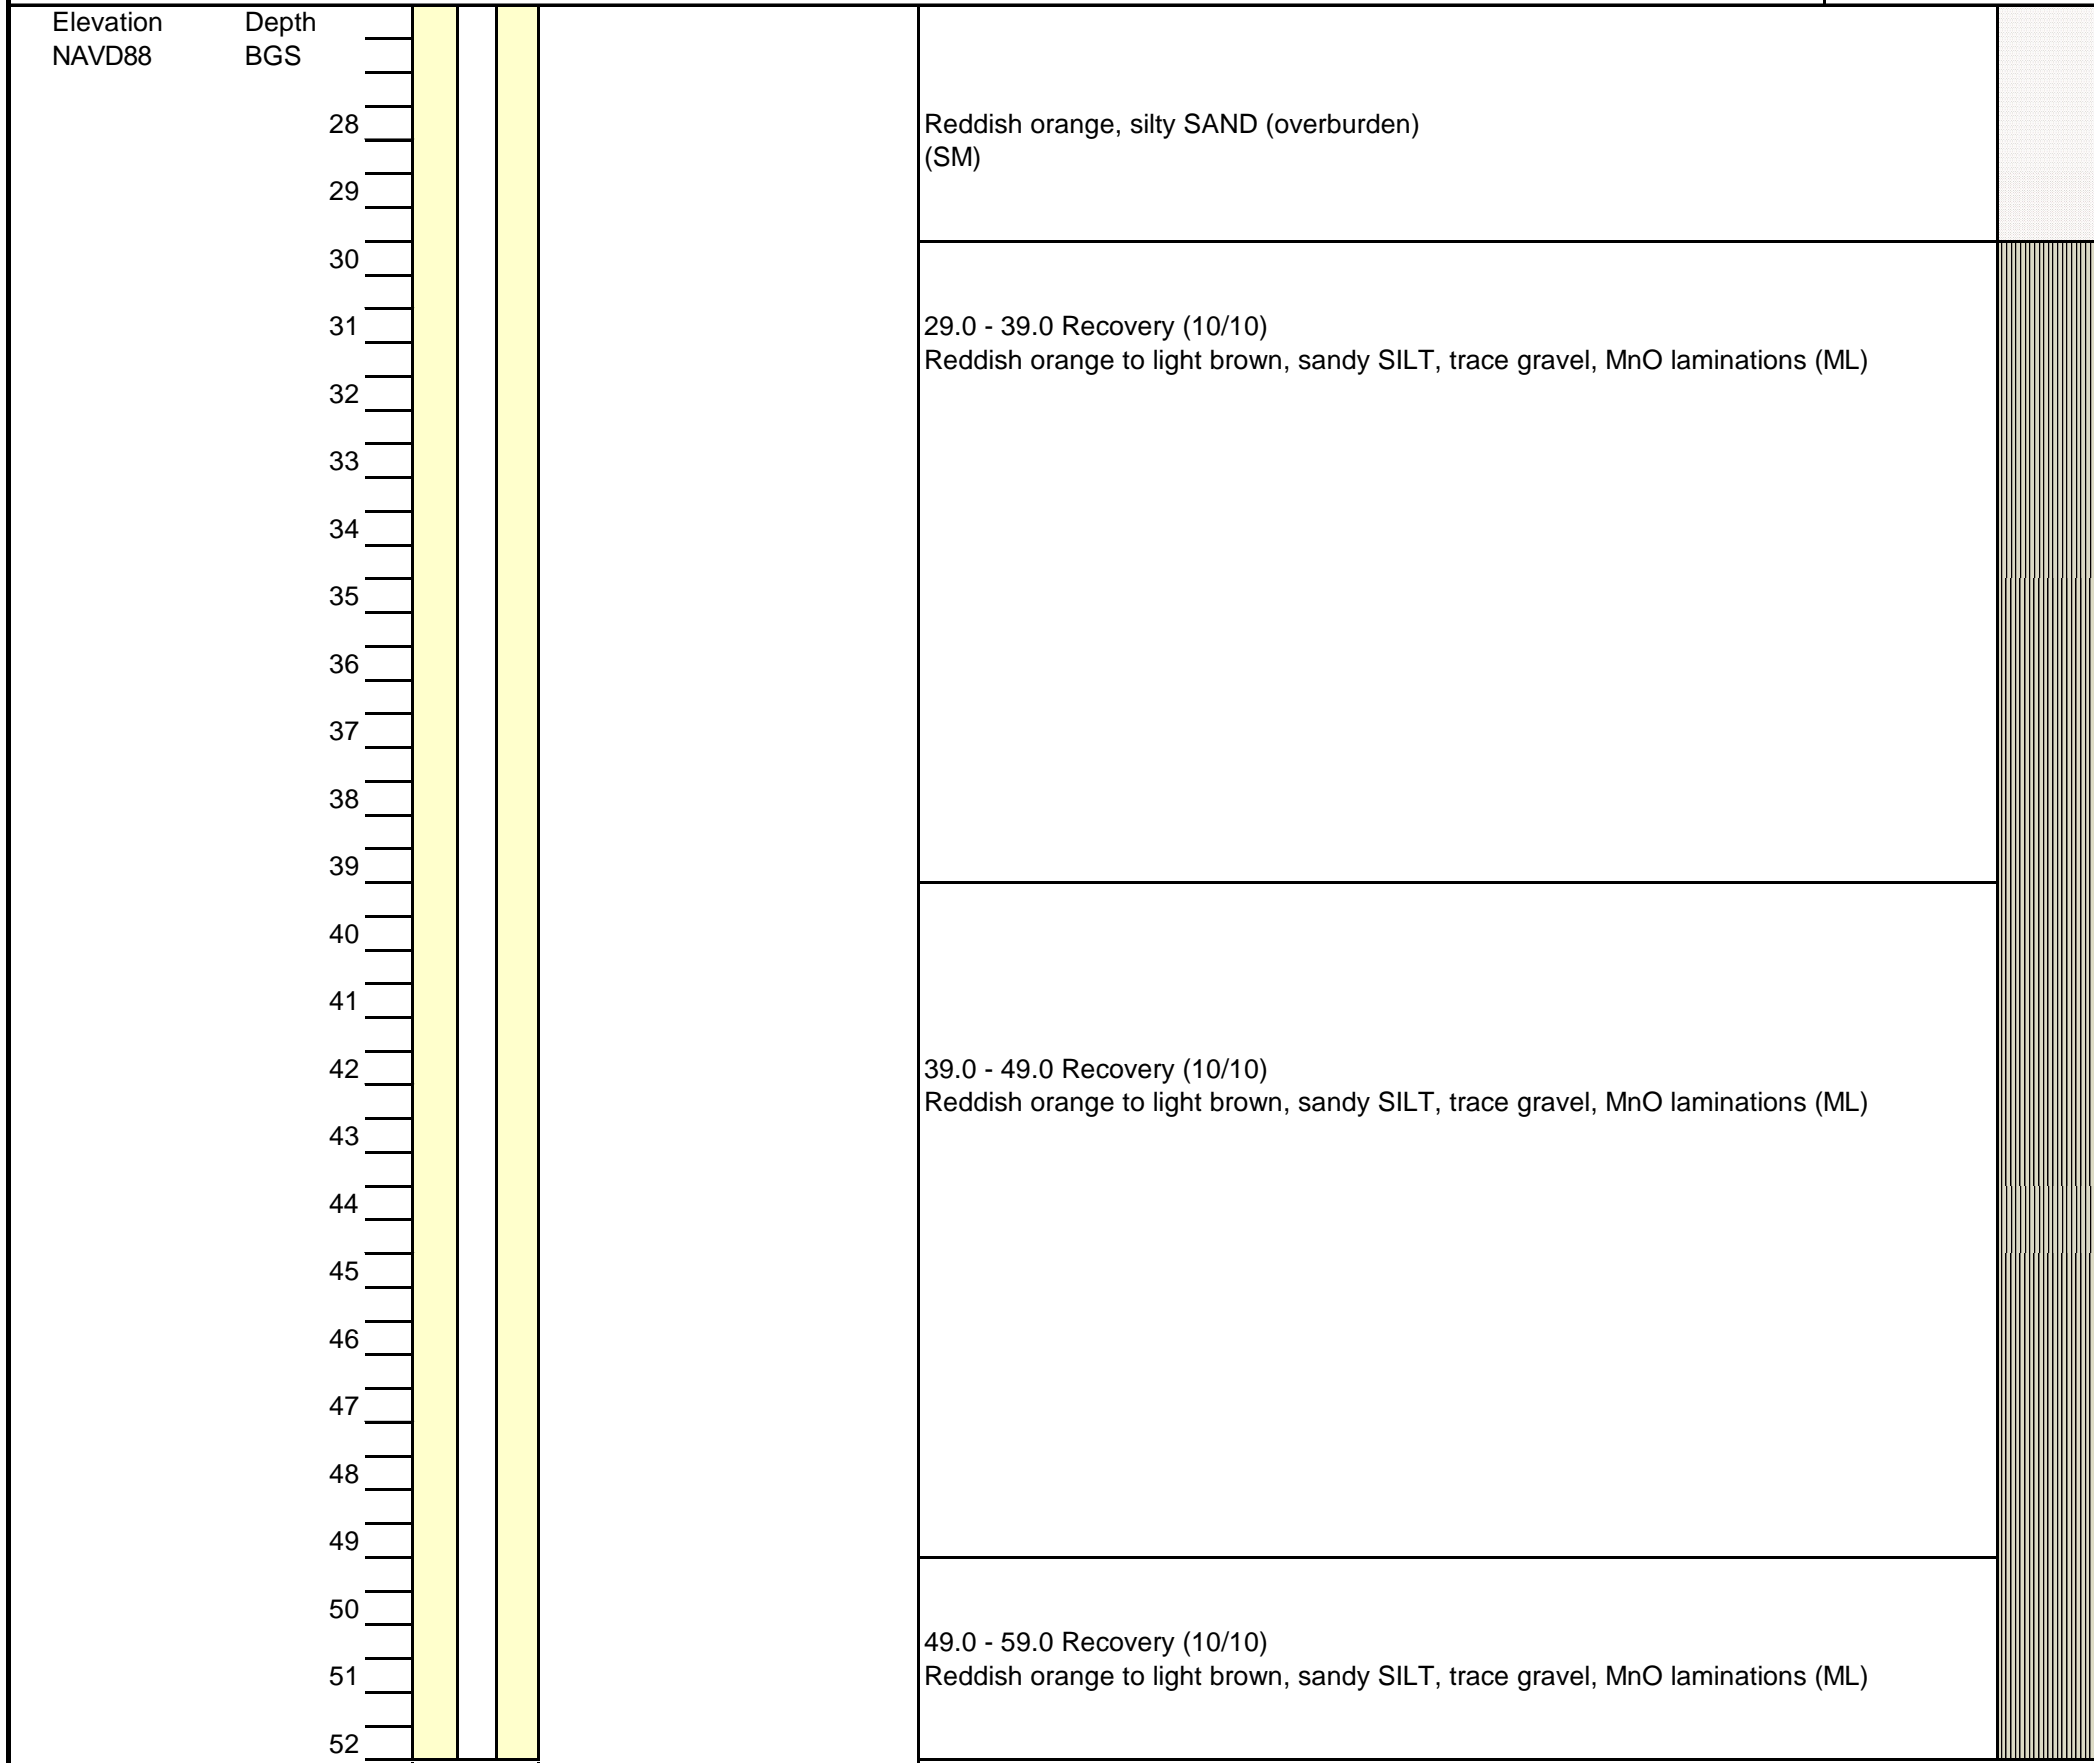 Elevation Depth
NAVD88 BGS
28 Reddish orange, silty SAND (overburden)
(SM)
29
30
31 29.0 - 39.0 Recovery (10/10)
Reddish orange to light brown, sandy SILT, trace gravel, MnO laminations (ML)
32
33
34
35
36
37
38
39
40
41
42 39.0 - 49.0 Recovery (10/10)
Reddish orange to light brown, sandy SILT, trace gravel, MnO laminations (ML)
43
44
45
46
47
48
49
50
49.0 - 59.0 Recovery (10/10)
51 Reddish orange to light brown, sandy SILT, trace gravel, MnO laminations (ML)
52